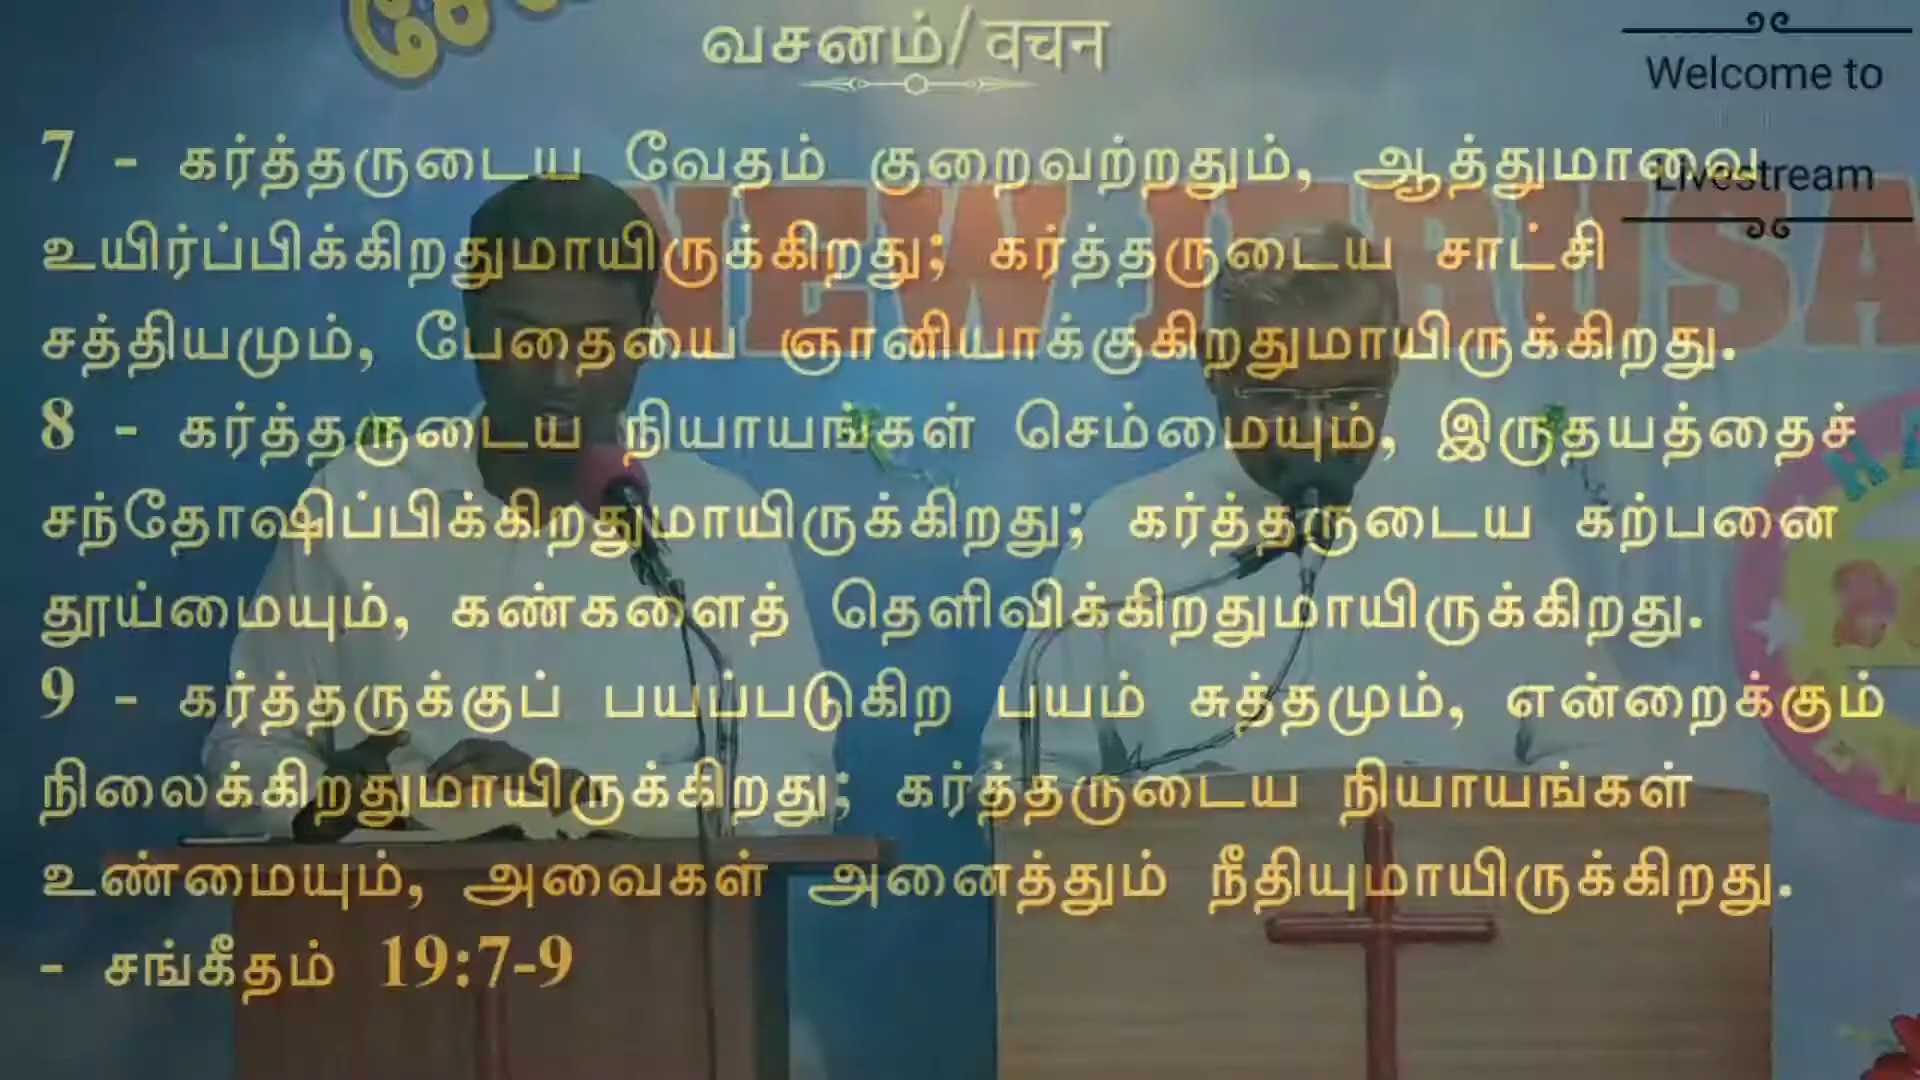 வசனம்/वचन
Welcome to
Livestream
7 - கர்த்தருடைய வேதம் குறைவற்றதும், ஆத்துமாவை
உயிர்ப்பிக்கிறதுமாயிருக்கிறது; கர்த்தருடைய சாட்சி
சத்தியமும், பேதையை ஞானியாக்குகிறதுமாயிருக்கிறது.
8 - கர்த்தருடைய நியாயங்கள் செம்மையும், இருதயத்தைச்
சந்தோஷிப்பிக்கிறதுமாயிருக்கிறது; கர்த்தருடைய கற்பனை
தூய்மையும், கண்களைத் தெளிவிக்கிறதுமாயிருக்கிறது.
9 - கர்த்தருக்குப் பயப்படுகிற பயம் சுத்தமும், என்றைக்கும்
நிலைக்கிறதுமாயிருக்கிறது; கர்த்தருடைய நியாயங்கள்
உண்மையும், அவைகள் அனைத்தும் நீதியுமாயிருக்கிறது.
- சங்கீதம் 19:7-9
NEW JERUSA